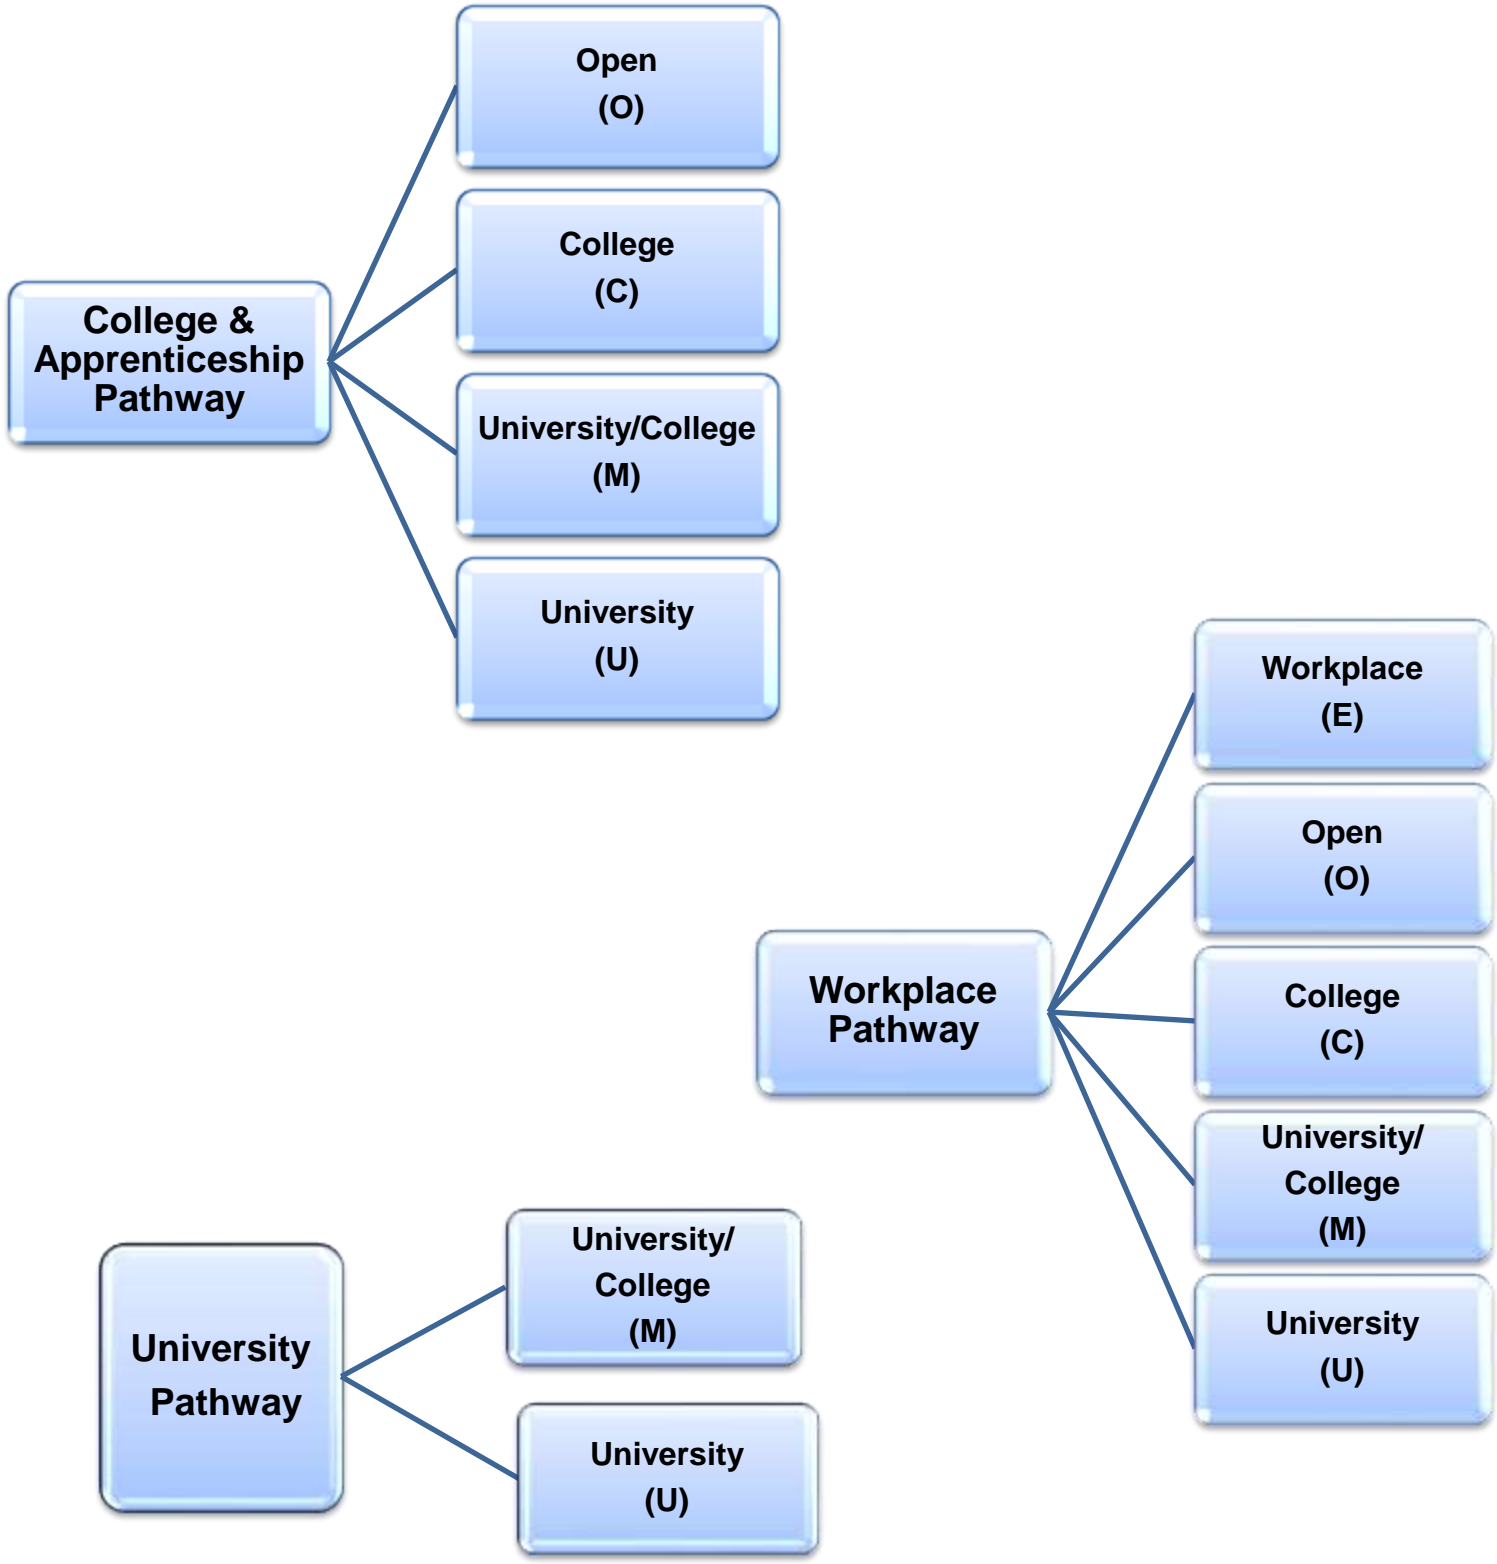 College &
Apprenticeship
Pathway
Open
(O)
College
(C)
University/College
(M)
University
(U)
Workplace
Pathway
Workplace
(E)
Open
(O)
College
(C)
University/
College
(M)
University
(U)
University
Pathway
University/
College
(M)
University
(U)